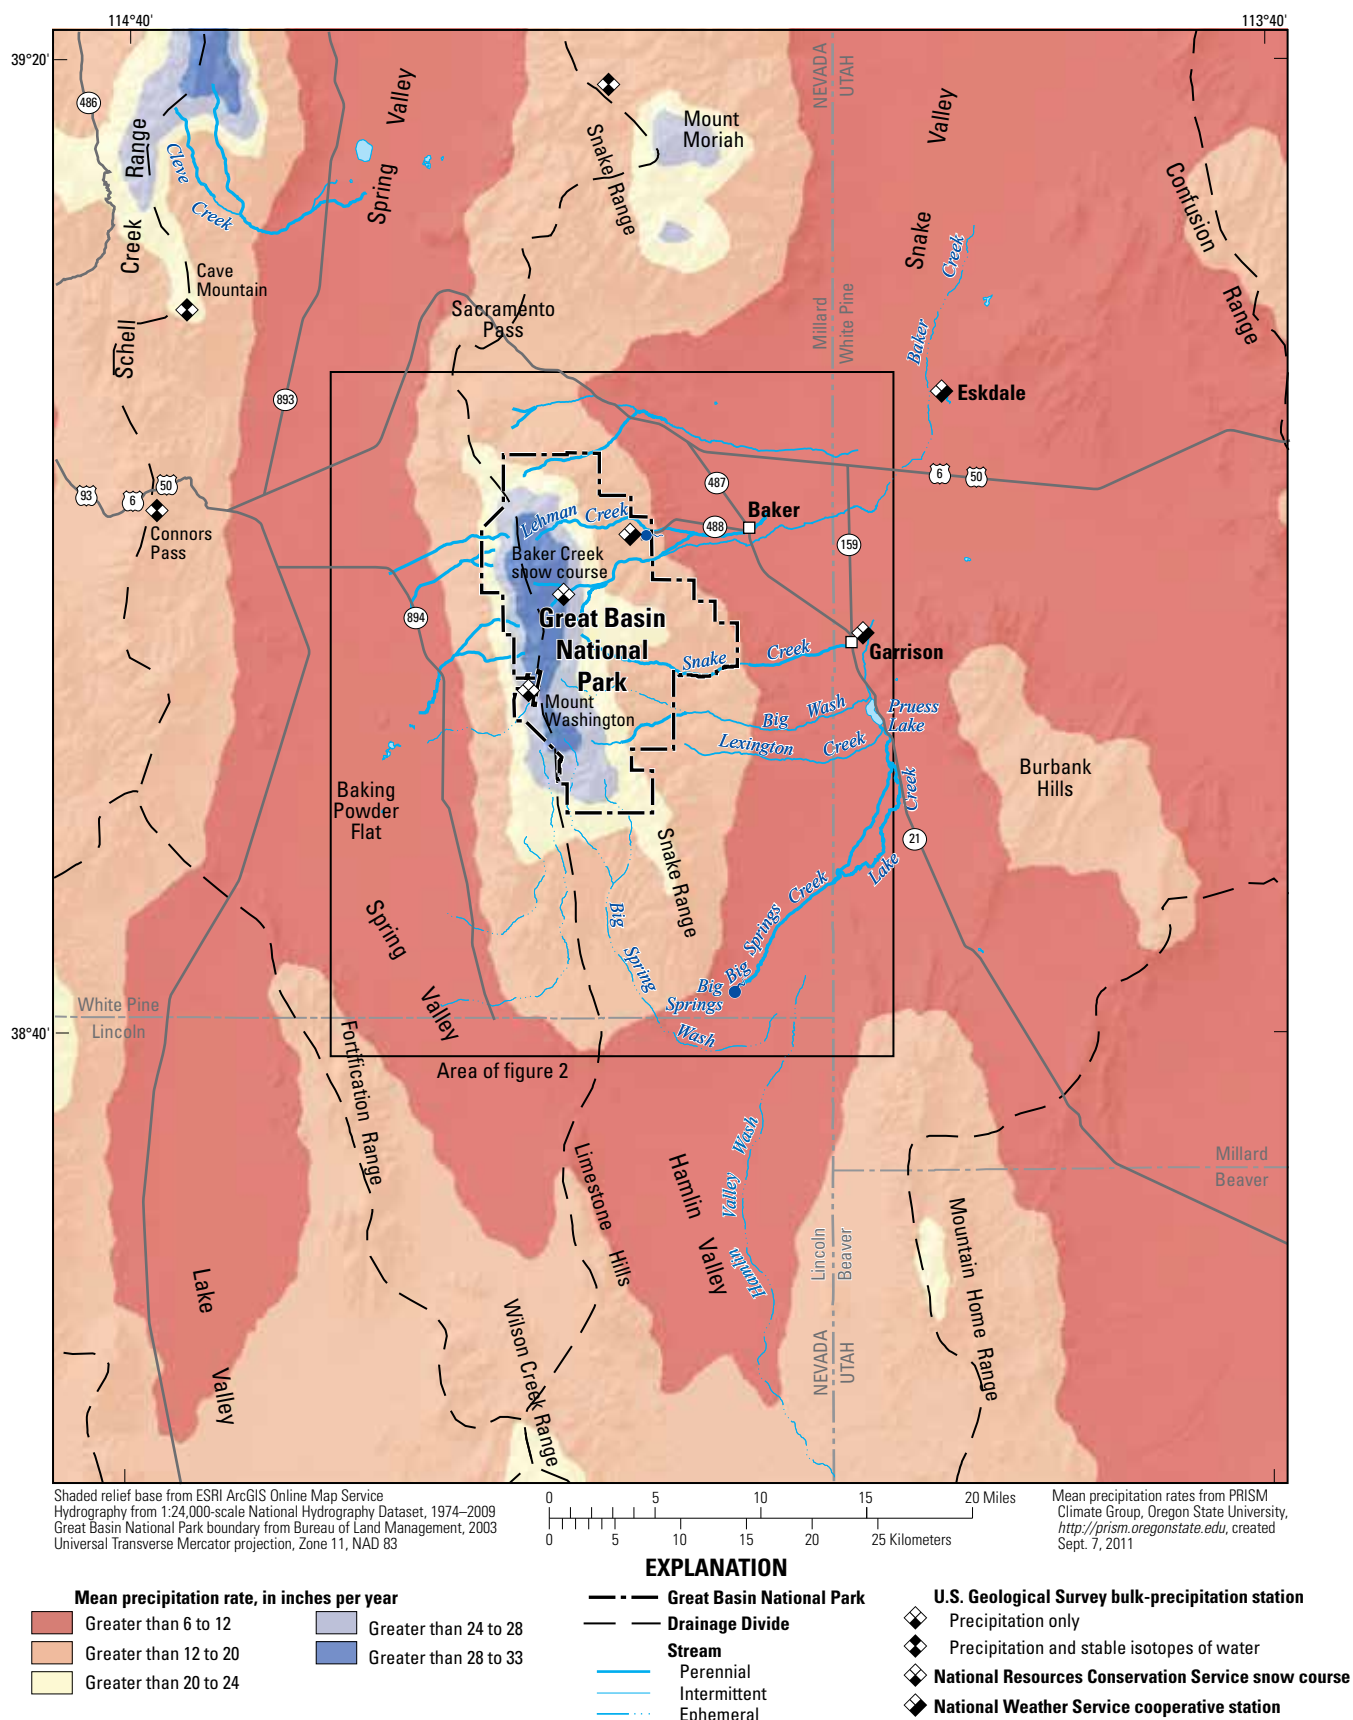 114°40'
113°40'
39°20'
38°40'
486
Schell Creek Range
Cleve Creek
Spring Valley
Snake Range
Mount
Moriah
NEVADA
UTAH
Snake Valley
Confusion Range
Cave
Mountain
Sacramento
Pass
Millard
White Pine
Baker Creek
Eskdale
893
93
6
50
Connors
Pass
487
6
50
Lehman Creek
488
Baker
159
Baker Creek
snow course
894
Great Basin
National
Park
Snake Creek
Garrison
Mount
Washington
Big Wash
Pruess
Lake
Lexington Creek
Baking
Powder
Flat
Burbank
Hills
Lake Creek
21
Snake Range
Big Springs Creek
Spring Valley
Big Spring Wash
Big
Springs
White Pine
Lincoln
Area of figure 2
Fortification Range
Limestone Hills
Hamlin Valley
Hamlin Valley Wash
Millard
Beaver
Lincoln
Beaver
Mountain Home Range
Lake Valley
Wilson Creek Range
NEVADA
UTAH
Shaded relief base from ESRI ArcGIS Online Map Service
Hydrography from 1:24,000-scale National Hydrography Dataset, 1974–2009
Great Basin National Park boundary from Bureau of Land Management, 2003
Universal Transverse Mercator projection, Zone 11, NAD 83
0 5 10 15 20 Miles
0 5 10 15 20 25 Kilometers
Mean precipitation rates from PRISM
Climate Group, Oregon State University,
http://prism.oregonstate.edu, created
Sept. 7, 2011
EXPLANATION
Mean precipitation rate, in inches per year
Greater than 6 to 12
Greater than 12 to 20
Greater than 20 to 24
Greater than 24 to 28
Greater than 28 to 33
Great Basin National Park
Drainage Divide
Stream
Perennial
Intermittent
Ephemeral
U.S. Geological Survey bulk-precipitation station
Precipitation only
Precipitation and stable isotopes of water
National Resources Conservation Service snow course
National Weather Service cooperative station